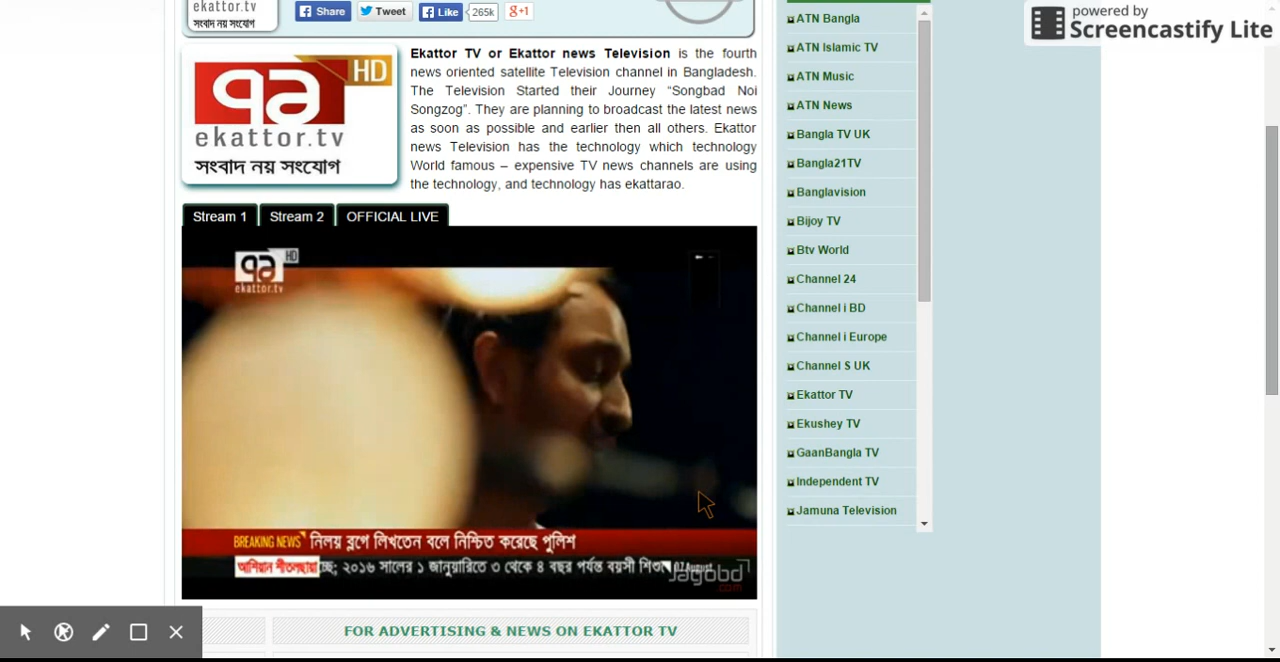 ekattor.tv
সংবাদ নয় সংযোগ
Share
Tweet
Like
265k
g+1
powered by
Screencastify Lite
HD
ekattor.tv
সংবাদ নয় সংযোগ
Ekattor TV or Ekattor news Television is the fourth
news oriented satellite Television channel in Bangladesh.
The Television Started their Journey “Songbad Noi
Songzog”. They are planning to broadcast the latest news
as soon as possible and earlier then all others. Ekattor
news Television has the technology which technology
World famous – expensive TV news channels are using
the technology, and technology has ekattarao.
Stream 1
Stream 2
OFFICIAL LIVE
HD
ekattor.tv
BREAKING NEWS নিলয় ব্লগে লিখতেন বলে নিশ্চিত করেছে পুলিশ
আশিয়ান শীতলছায়া চ্ছে; ২০১৬ সালের ১ জানুয়ারিতে ৩ থেকে ৪ বছর পর্যন্ত বয়সী
Jagobd
.com
FOR ADVERTISING & NEWS ON EKATTOR TV
ATN Bangla
ATN Islamic TV
ATN Music
ATN News
Bangla TV UK
Bangla21TV
Banglavision
Bijoy TV
Btv World
Channel 24
Channel i BD
Channel i Europe
Channel S UK
Ekattor TV
Ekushey TV
GaanBangla TV
Independent TV
Jamuna Television